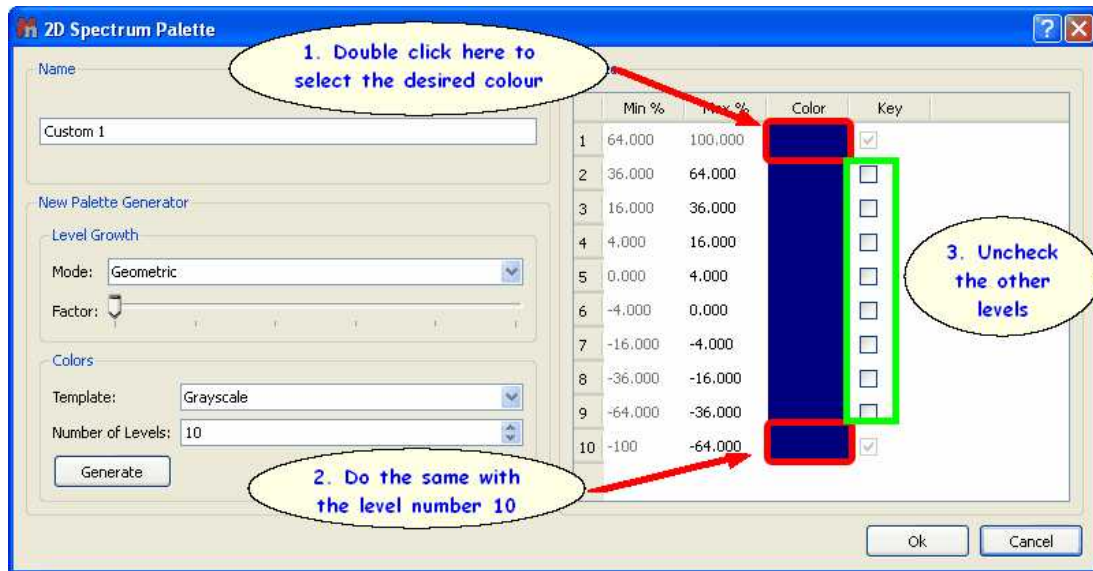 2D Spectrum Palette
1. Double click here to
select the desired colour
Name
Custom 1
New Palette Generator
Level Growth
Mode: Geometric
Factor:
Colors
Template: Grayscale
Number of Levels: 10
Generate
2. Do the same with
the level number 10
Min % Max % Color Key
1 64.000 100.000
2 36.000 64.000
3 16.000 36.000
4 4.000 16.000
5 0.000 4.000
6 -4.000 0.000
7 -16.000 -4.000
8 -36.000 -16.000
9 -64.000 -36.000
10 -100 -64.000
3. Uncheck
the other
levels
Ok Cancel